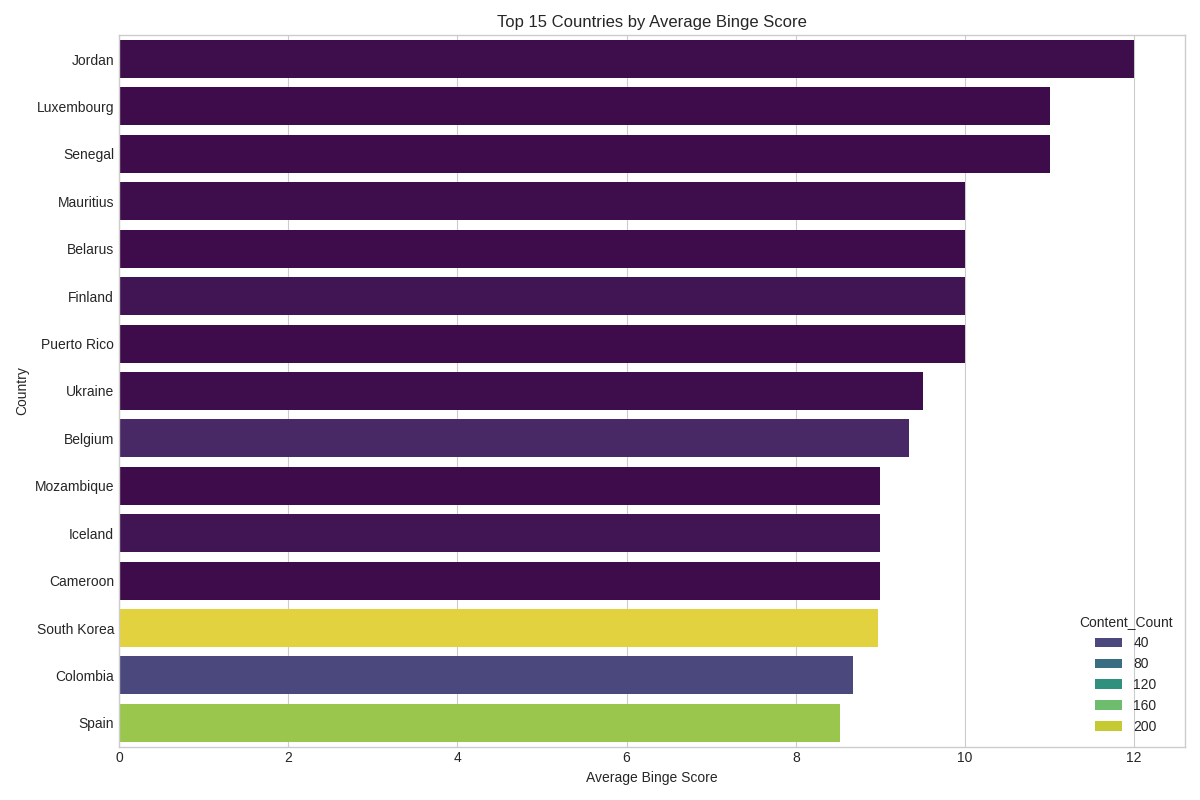 Top 15 Countries by Average Binge Score
Jordan
Luxembourg
Senegal
Mauritius
Belarus
Finland
Puerto Rico
Ukraine
Belgium
Mozambique
Iceland
Cameroon
South Korea
Colombia
Spain
Country
Content_Count
40
80
120
160
200
0 2 4 6 8 10 12
Average Binge Score